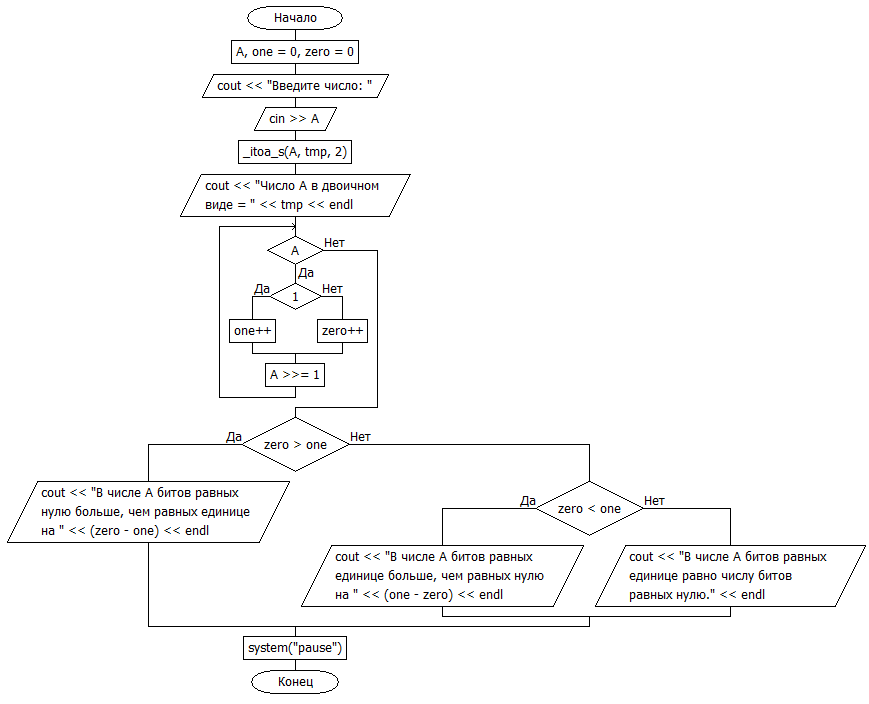 Начало
A, one = 0, zero = 0
cout << "Введите число: "
cin >> A
_itoa_s(A, tmp, 2)
cout << "Число A в двоичном
виде = " << tmp << endl
A
Нет
Да
1
Да
Нет
one++
zero++
A >>= 1
zero > one
Да
Нет
cout << "В числе A битов равных
нулю больше, чем равных единице
на " << (zero - one) << endl
zero < one
Да
Нет
cout << "В числе A битов равных
единице больше, чем равных нулю
на " << (one - zero) << endl
cout << "В числе A битов равных
единице равно числу битов
равных нулю." << endl
system("pause")
Конец